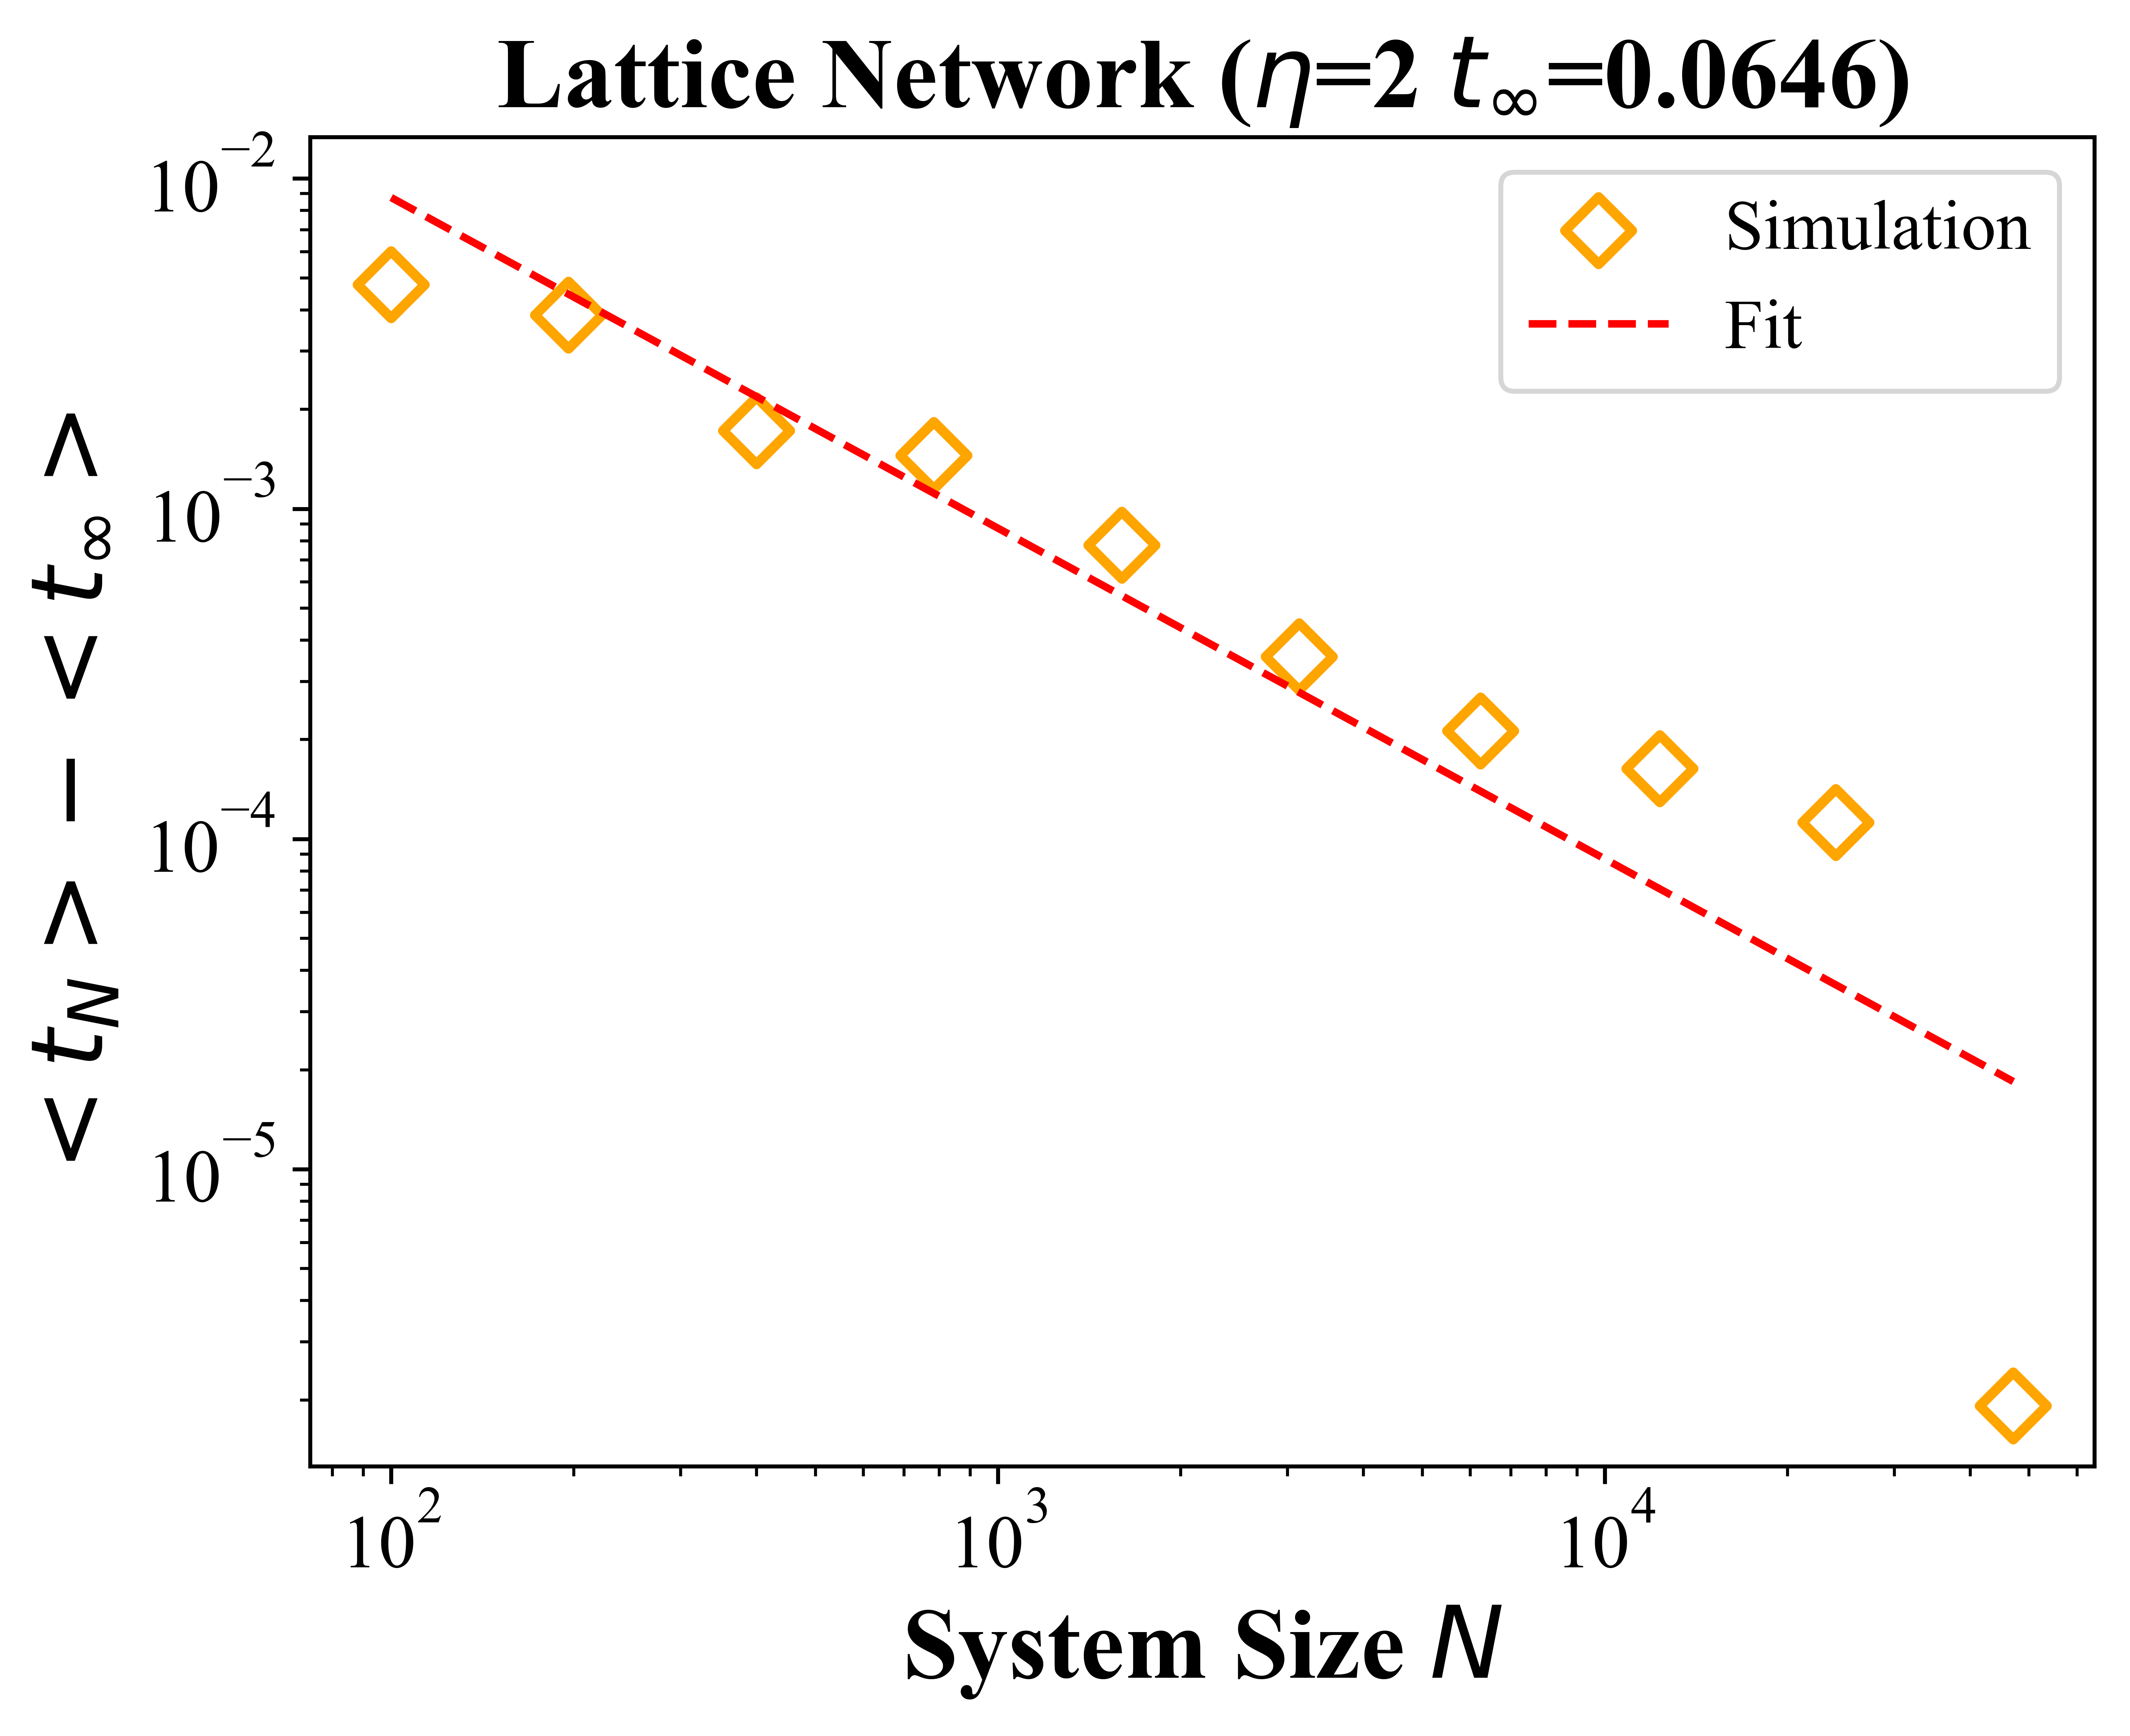 Lattice Network (η=2 t∞=0.0646)
Simulation
Fit
10⁻²
10⁻³
10⁻⁴
10⁻⁵
<t_N> − <t∞>
10² 10³ 10⁴
System Size N